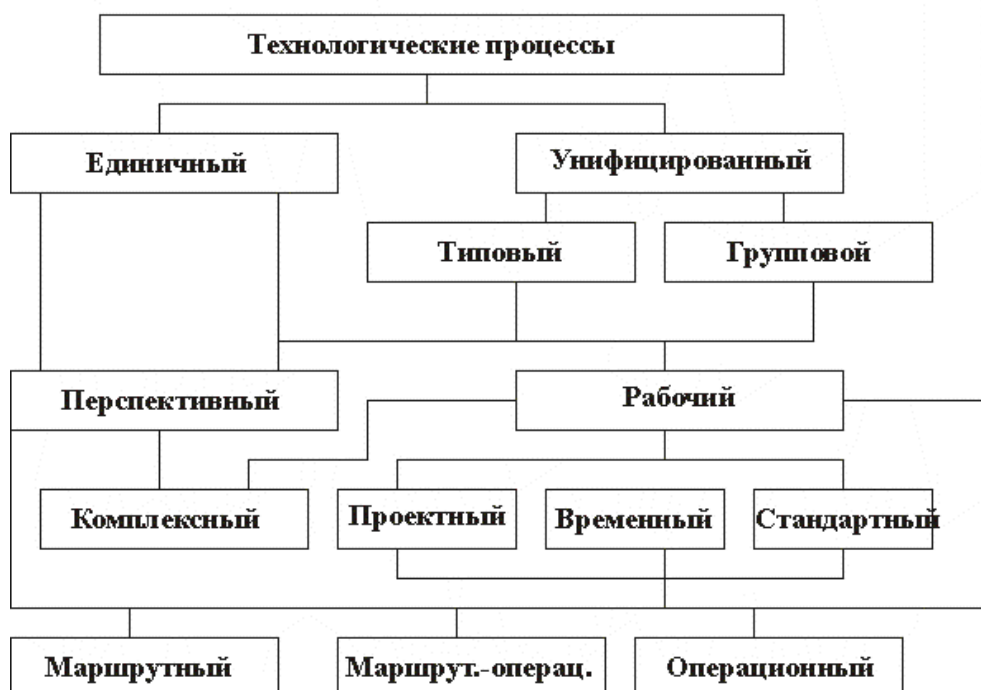 Технологические процессы
Единичный
Унифицированный
Типовый
Групповой
Перспективный
Рабочий
Комплексный
Проектный
Временный
Стандартный
Маршрутный
Маршрут.-операц.
Операционный